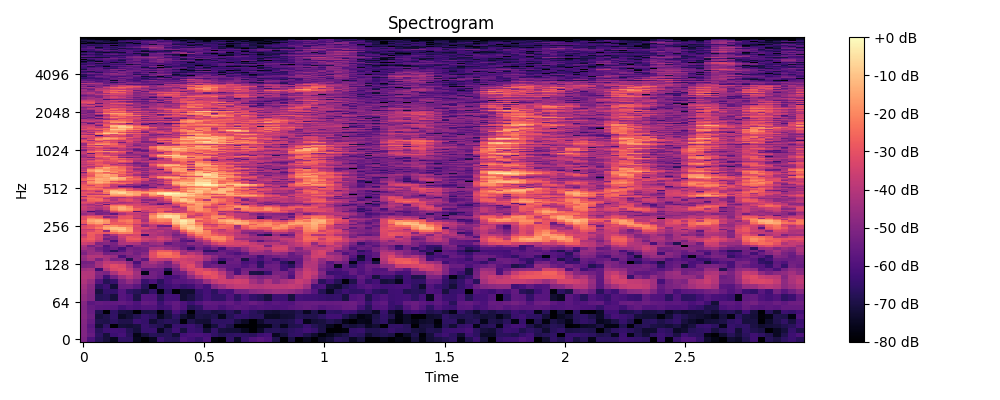 Spectrogram
4096
2048
1024
512
256
128
64
0
Hz
0
0.5
1
1.5
2
2.5
Time
+0 dB
-10 dB
-20 dB
-30 dB
-40 dB
-50 dB
-60 dB
-70 dB
-80 dB